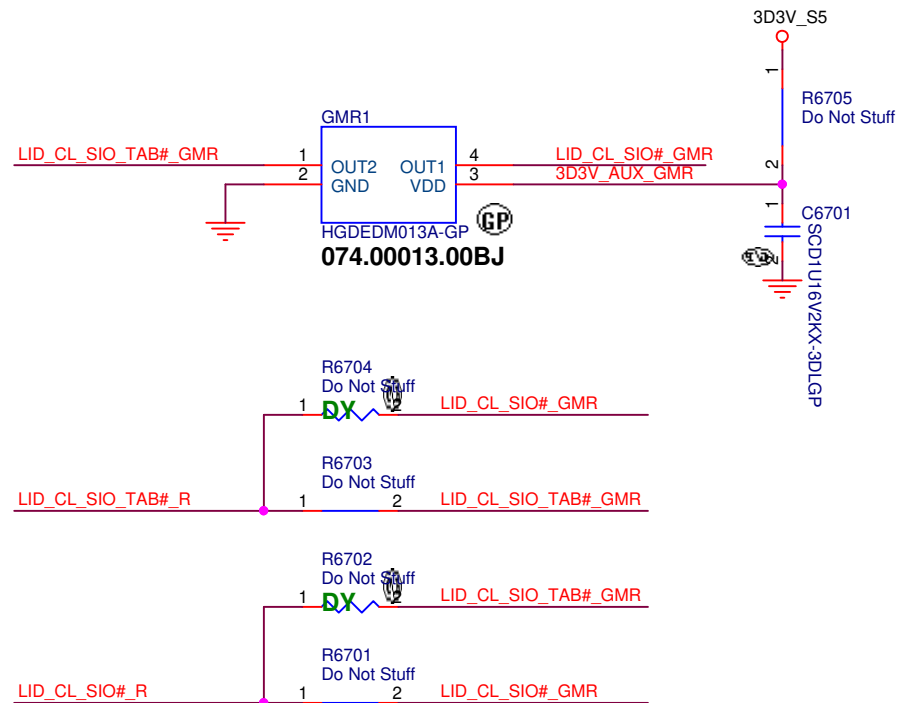 3D3V_S5
1
R6705
Do Not Stuff
2
GMR1
LID_CL_SIO_TAB#_GMR
1
OUT2
OUT1
4
LID_CL_SIO#_GMR
2
GND
VDD
3
3D3V_AUX_GMR
HGDEDM013A-GP
GP
074.00013.00BJ
1
C6701
SCD1U16V2KX-3DLGP
2
R6704
Do Not Stuff
1
DY
2
LID_CL_SIO#_GMR
R6703
Do Not Stuff
LID_CL_SIO_TAB#_R
1
2
LID_CL_SIO_TAB#_GMR
R6702
Do Not Stuff
1
DY
2
LID_CL_SIO_TAB#_GMR
R6701
Do Not Stuff
LID_CL_SIO#_R
1
2
LID_CL_SIO#_GMR